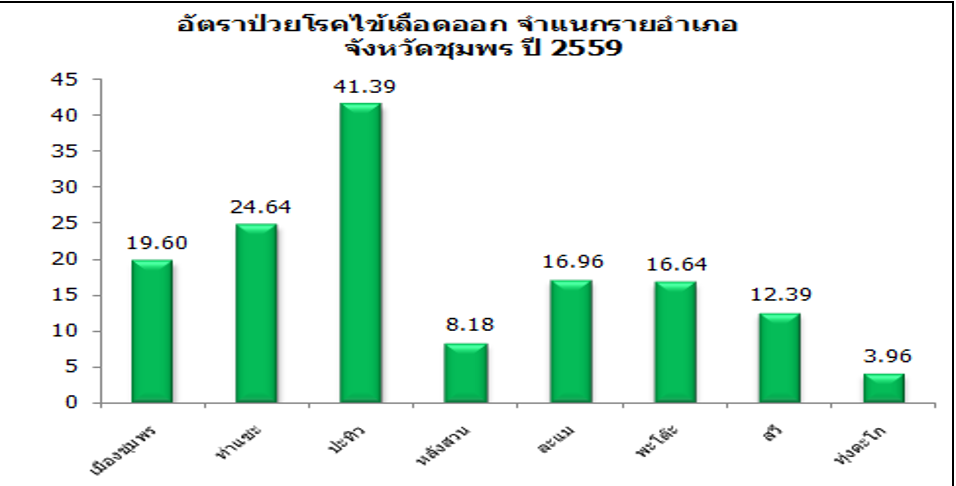 อัตราป่วยโรคไข้เลือดออก จำแนกรายอำเภอ
จังหวัดชุมพร ปี 2559
45
40
35
30
25
20
15
10
5
0
19.60
24.64
41.39
8.18
16.96
16.64
12.39
3.96
เมืองชุมพร
ท่าแซะ
ปะทิว
หลังสวน
ละแม
พะโต๊ะ
สวี
ทุ่งตะโก